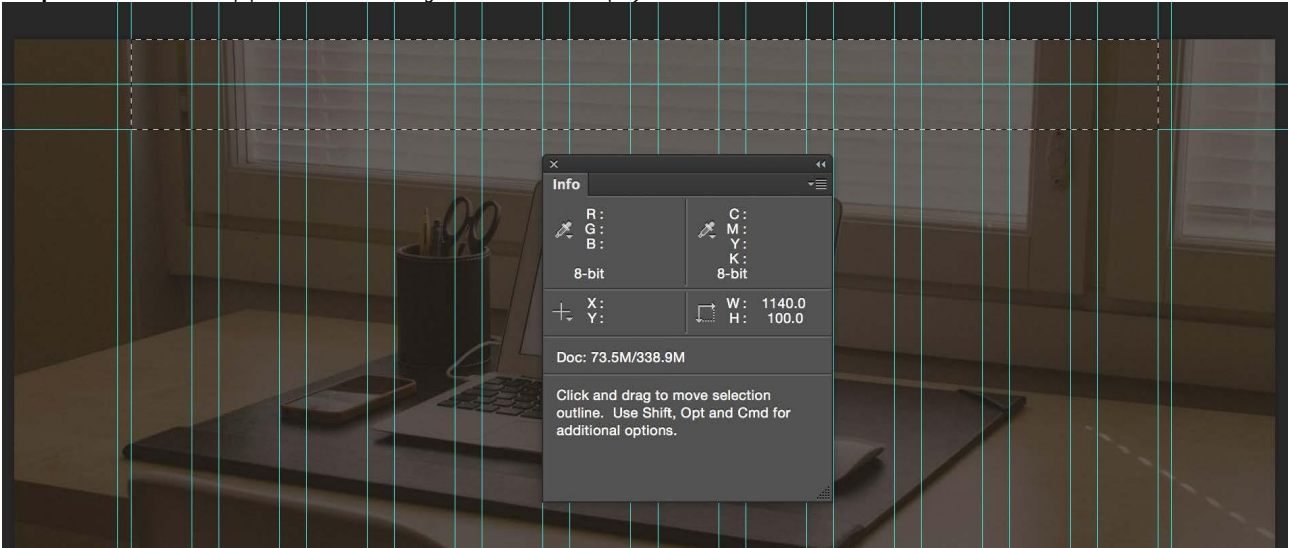 Info
R:
G:
B:
8-bit
C:
M:
Y:
K:
8-bit
X:
Y:
W: 1140.0
H: 100.0
Doc: 73.5M/338.9M
Click and drag to move selection
outline. Use Shift, Opt and Cmd for
additional options.